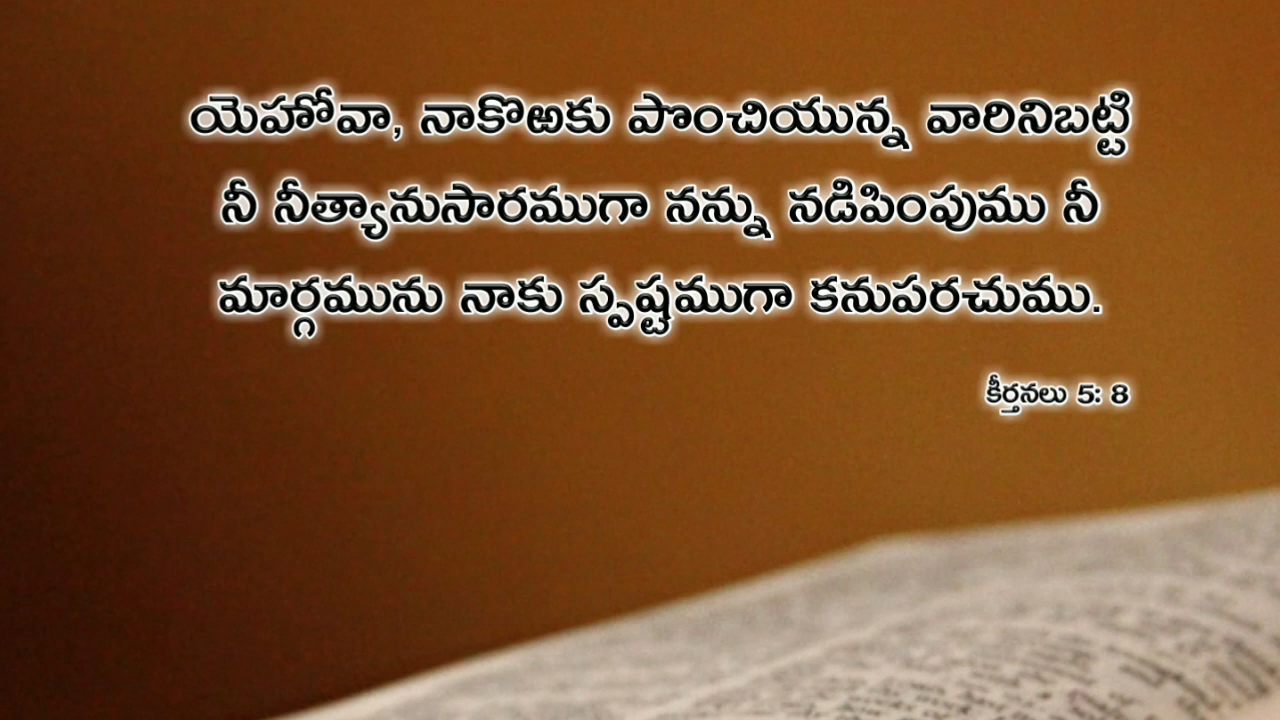 యెహోవా, నాకొఱకు పొంచియున్న వారినిబట్టి
నీ నీత్యానుసారముగా నన్ను నడిపింపుము నీ
మార్గమును నాకు స్పష్టముగా కనుపరచుము.
కీర్తనలు 5: 8